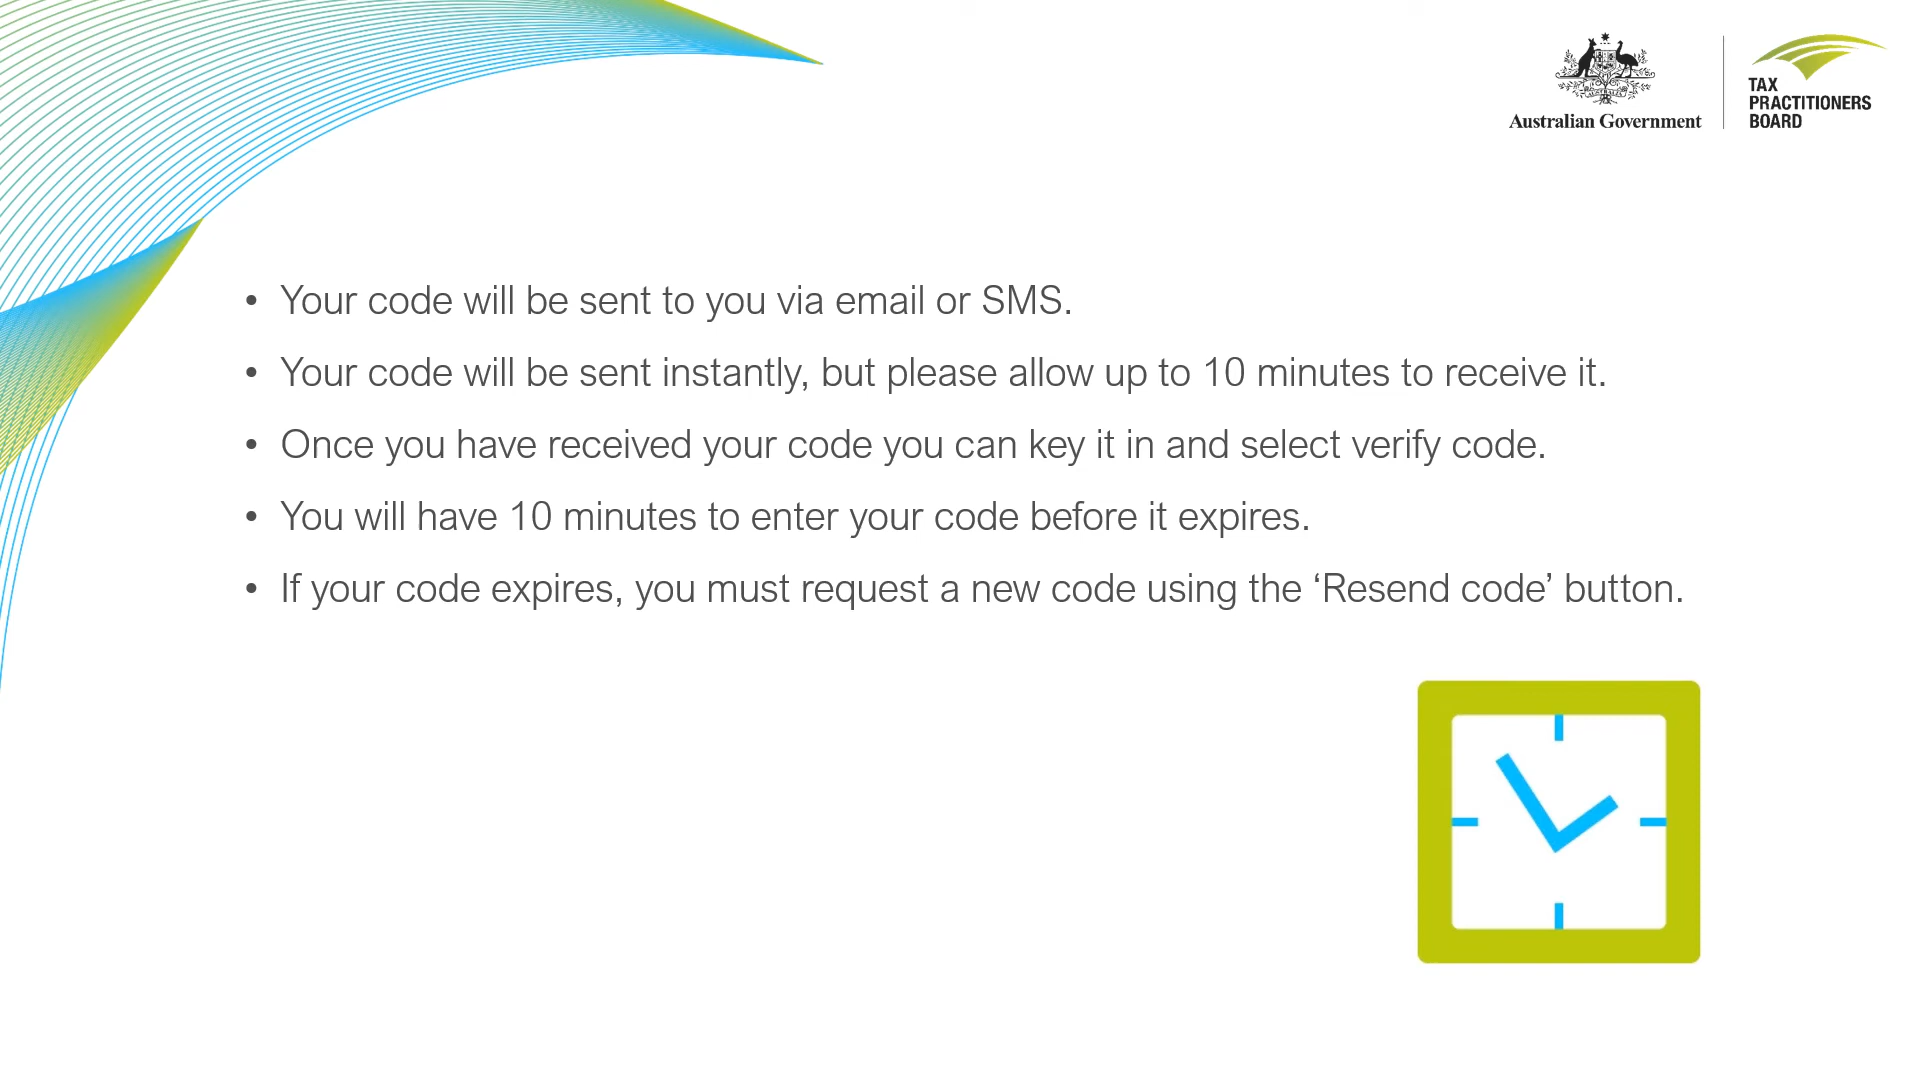 Australian Government
TAX
PRACTITIONERS
BOARD
• Your code will be sent to you via email or SMS.
• Your code will be sent instantly, but please allow up to 10 minutes to receive it.
• Once you have received your code you can key it in and select verify code.
• You will have 10 minutes to enter your code before it expires.
• If your code expires, you must request a new code using the ‘Resend code’ button.